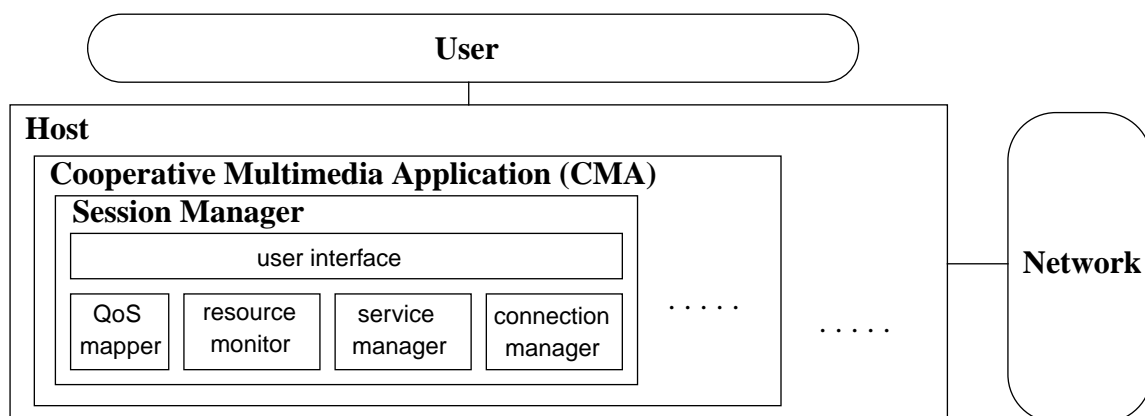 User
Host
Cooperative Multimedia Application (CMA)
Session Manager
user interface
QoS
mapper
resource
monitor
service
manager
connection
manager
. . . . .
. . . . .
Network